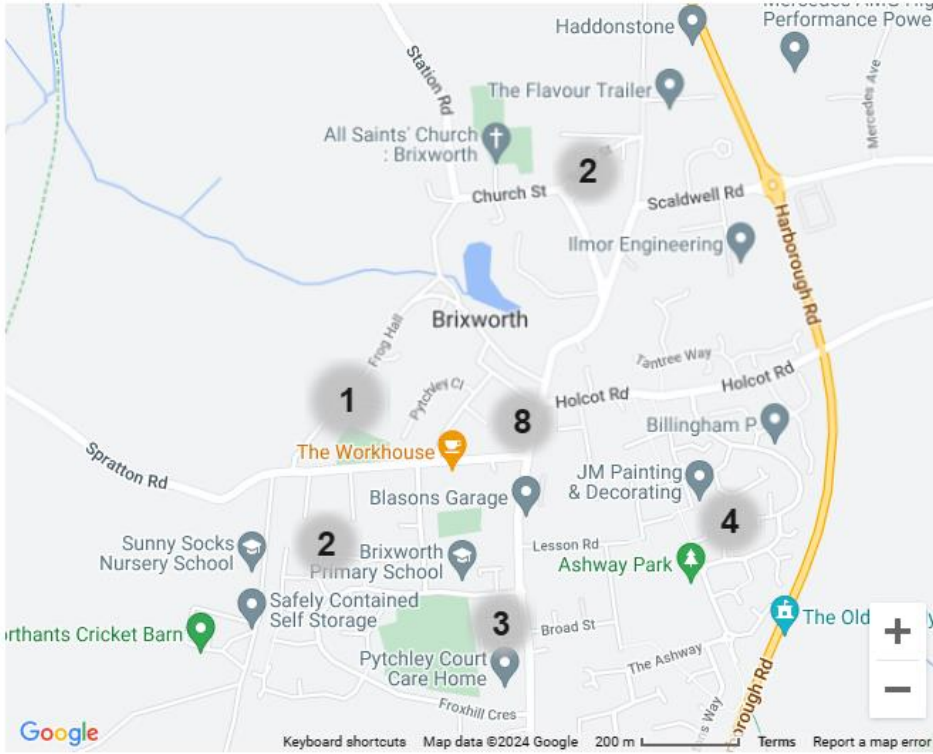 Haddonstone
Performance Powe
Station Rd
The Flavour Trailer
Mercedes Ave
All Saints' Church
: Brixworth
2
Church St
Scaldwell Rd
Ilmor Engineering
Harborough Rd
Brixworth
Frog Hall
Tantree Way
1
Pytchley Cl
8
Holcot Rd
Holcot Rd
Billingham P
The Workhouse
Spratton Rd
JM Painting
& Decorating
Blasons Garage
4
2
Sunny Socks
Nursery School
Brixworth
Primary School
Lesson Rd
Ashway Park
Safely Contained
Self Storage
3
Broad St
The Old
y
orthants Cricket Barn
+
Pytchley Court
Care Home
The Ashway
−
Froxhill Cres
borough Rd
ns Way
Google
Keyboard shortcuts
Map data ©2024 Google
200 m
Terms
Report a map error